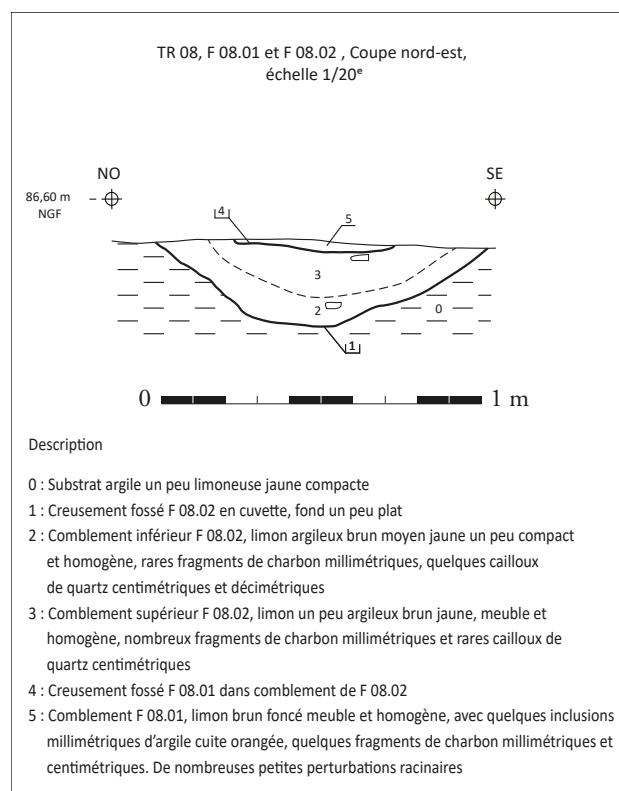 TR 08, F 08.01 et F 08.02 , Coupe nord-est,
échelle 1/20ᵉ
NO
SE
86,60 m
NGF
4
5
3
2
0
1
0
1 m
Description
0 : Substrat argile un peu limoneuse jaune compacte
1 : Creusement fossé F 08.02 en cuvette, fond un peu plat
2 : Comblement inférieur F 08.02, limon argileux brun moyen jaune un peu compact
et homogène, rares fragments de charbon millimétriques, quelques cailloux
de quartz centimétriques et décimétriques
3 : Comblement supérieur F 08.02, limon un peu argileux brun jaune, meuble et
homogène, nombreux fragments de charbon millimétriques et rares cailloux de
quartz centimétriques
4 : Creusement fossé F 08.01 dans comblement de F 08.02
5 : Comblement F 08.01, limon brun foncé meuble et homogène, avec quelques inclusions
millimétriques d'argile cuite orangée, quelques fragments de charbon millimétriques et
centimétriques. De nombreuses petites perturbations racinaires